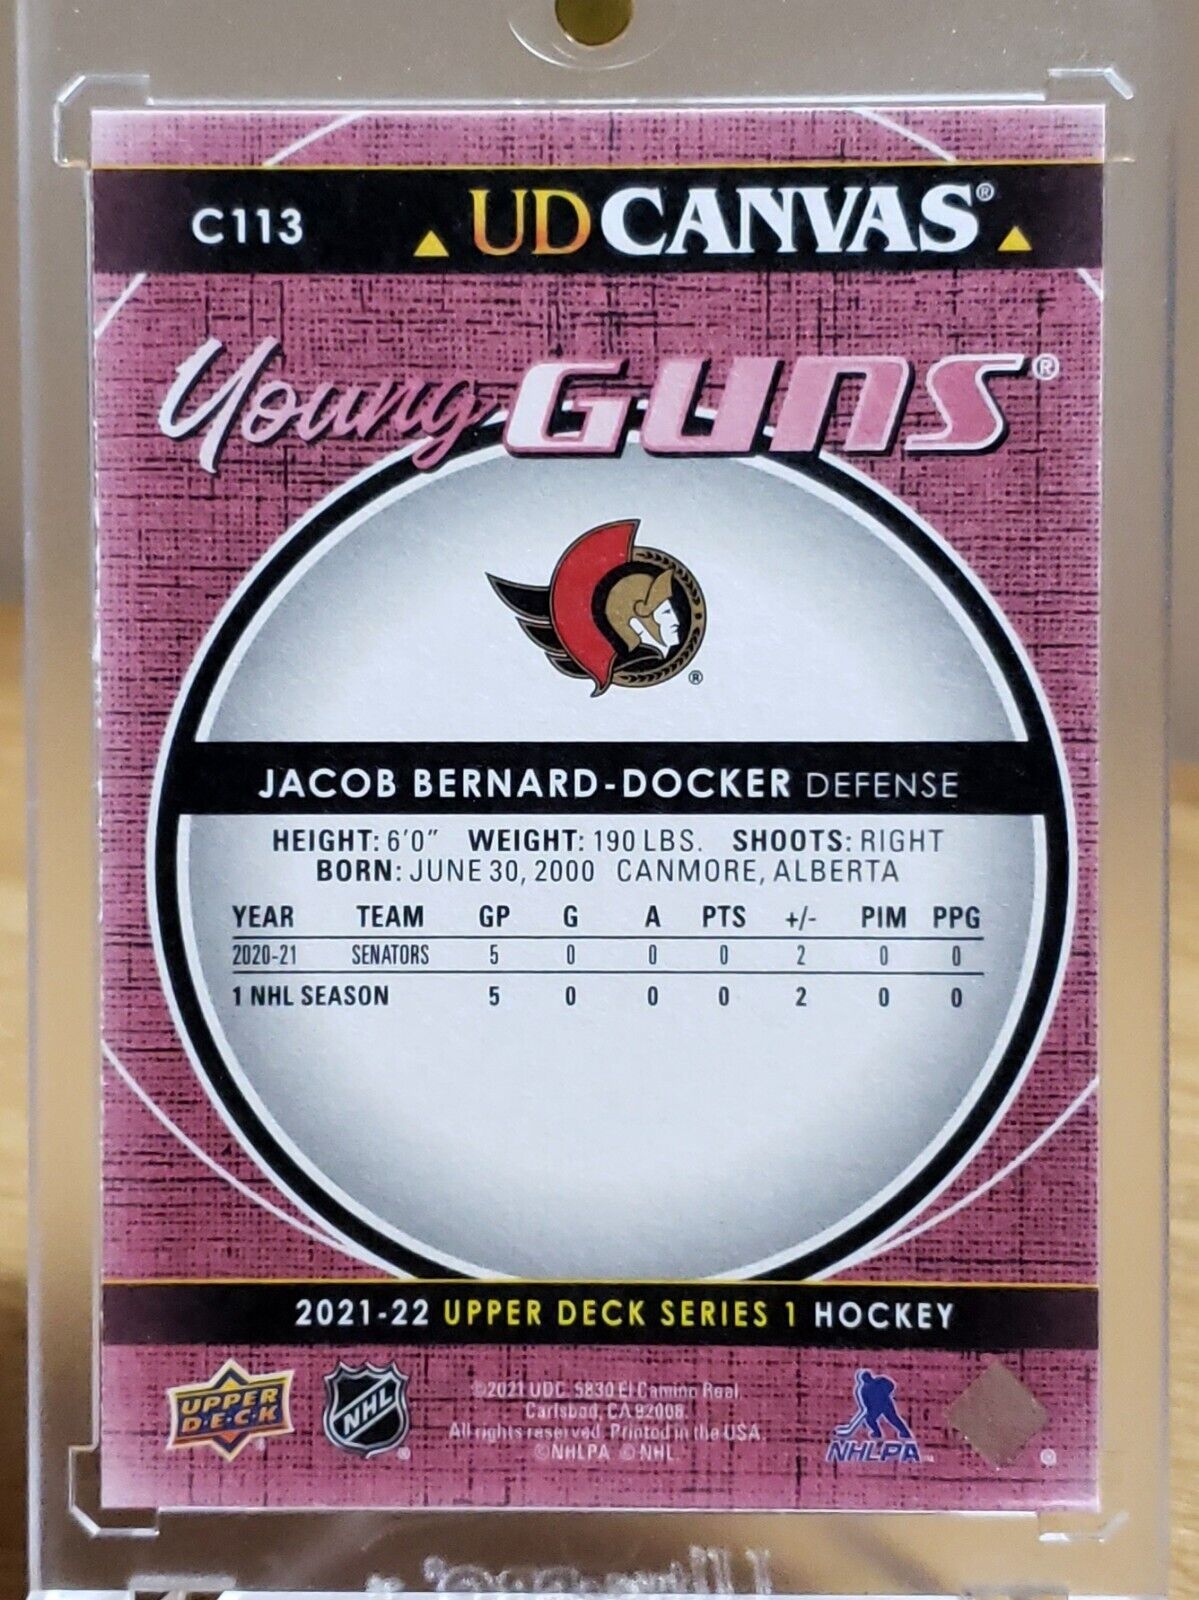 C113 UD CANVAS®
Young GUNS®
®
JACOB BERNARD-DOCKER DEFENSE
HEIGHT: 6'0" WEIGHT: 190 LBS. SHOOTS: RIGHT
BORN: JUNE 30, 2000 CANMORE, ALBERTA
YEAR TEAM GP G A PTS +/- PIM PPG
2020-21 SENATORS 5 0 0 0 2 0 0
1 NHL SEASON 5 0 0 0 2 0 0
2021-22 UPPER DECK SERIES 1 HOCKEY
UPPER DECK ®
NHL ®
©2021 UDC. 5830 El Camino Real,
Carlsbad, CA 92008.
All rights reserved. Printed in the USA.
©NHLPA ©NHL
NHLPA
®